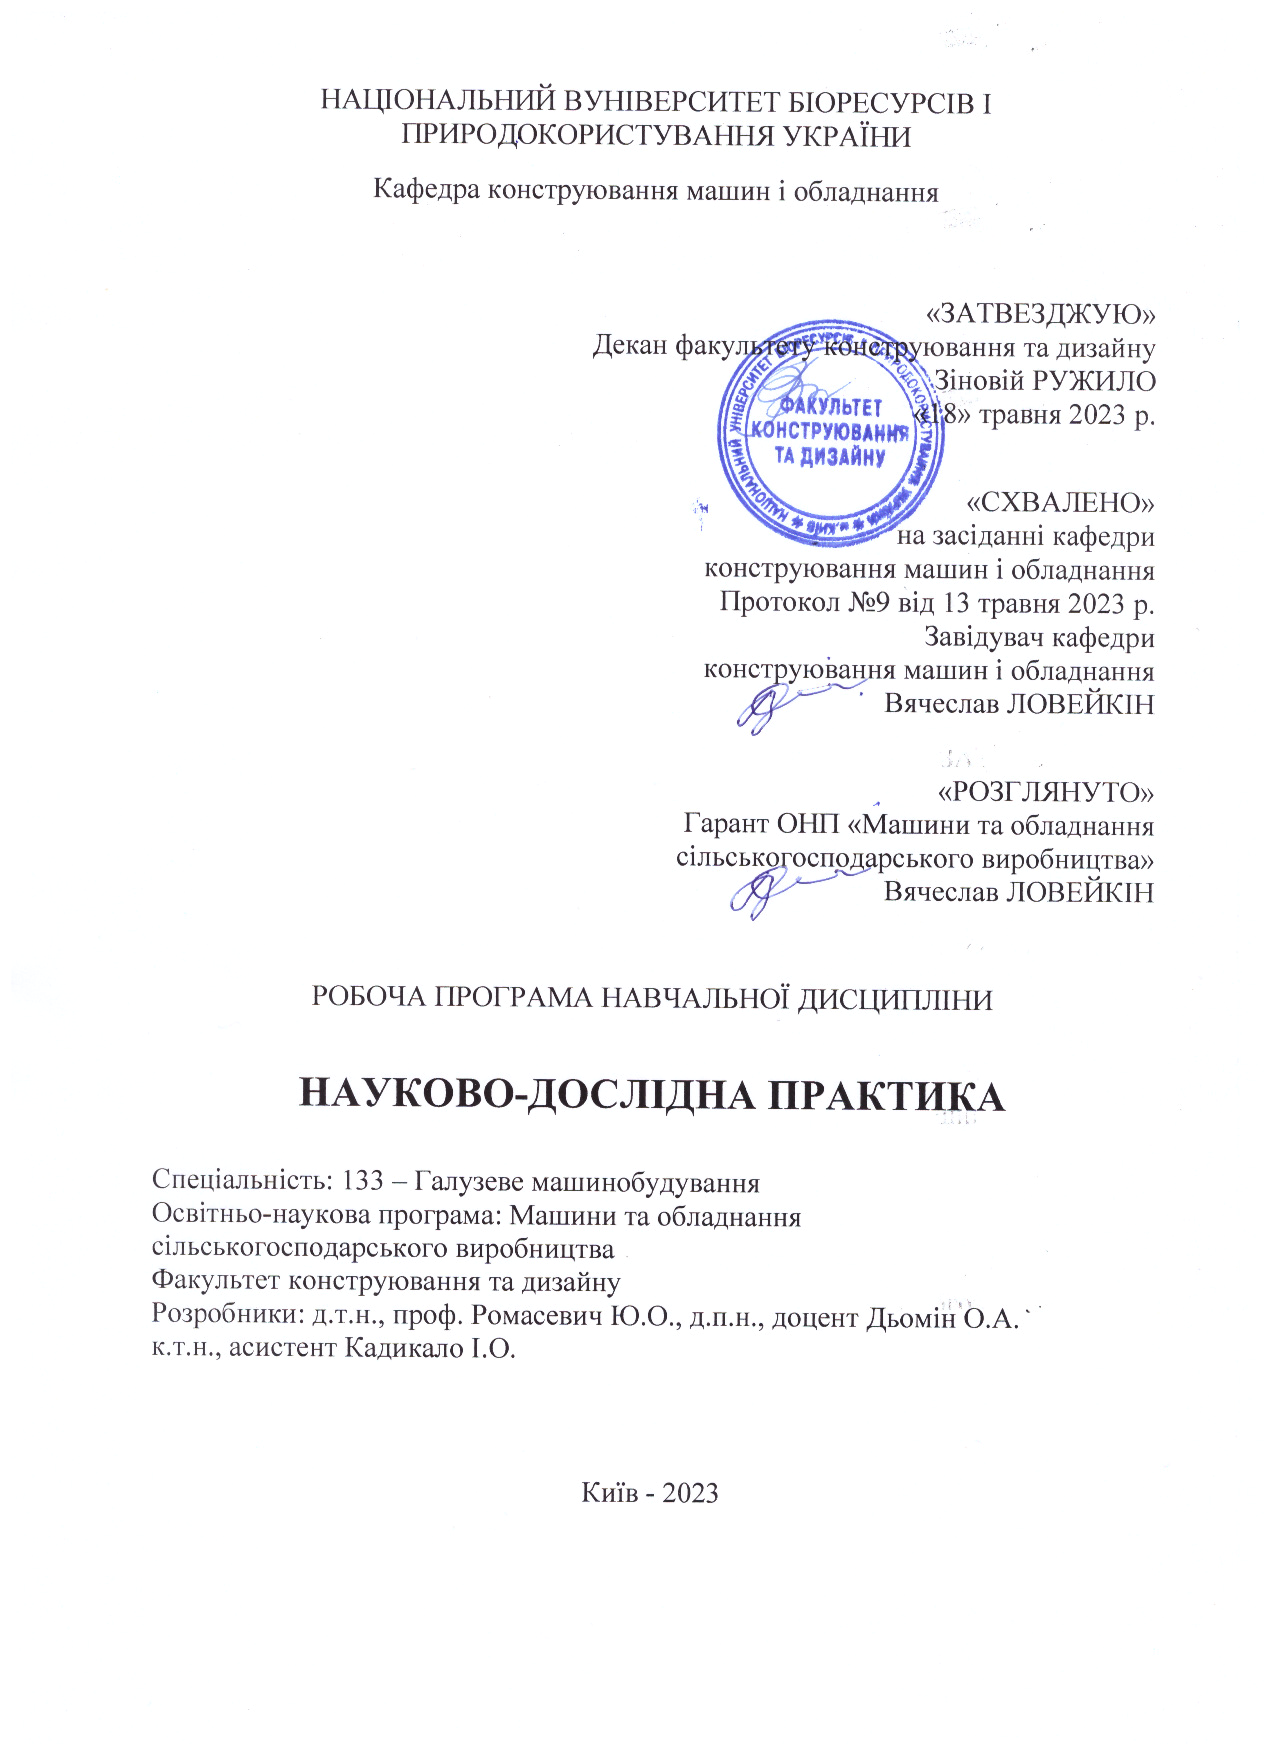 НАЦІОНАЛЬНИЙ ВУНІВЕРСИТЕТ БІОРЕСУРСІВ І
ПРИРОДОКОРИСТУВАННЯ УКРАЇНИ
Кафедра конструювання машин і обладнання
«ЗАТВЕЗДЖУЮ»
Декан факультету конструювання та дизайну
Зіновій РУЖИЛО
«18» травня 2023 р.
ФАКУЛЬТЕТ
КОНСТРУЮВАННЯ
ТА ДИЗАЙНУ
«СХВАЛЕНО»
на засіданні кафедри
конструювання машин і обладнання
Протокол №9 від 13 травня 2023 р.
Завідувач кафедри
конструювання машин і обладнання
Вячеслав ЛОВЕЙКІН
«РОЗГЛЯНУТО»
Гарант ОНП «Машини та обладнання
сільськогосподарського виробництва»
Вячеслав ЛОВЕЙКІН
РОБОЧА ПРОГРАМА НАВЧАЛЬНОЇ ДИСЦИПЛІНИ
НАУКОВО-ДОСЛІДНА ПРАКТИКА
Спеціальність: 133 – Галузеве машинобудування
Освітньо-наукова програма: Машини та обладнання
сільськогосподарського виробництва
Факультет конструювання та дизайну
Розробники: д.т.н., проф. Ромасевич Ю.О., д.п.н., доцент Дьомін О.А.
к.т.н., асистент Кадикало І.О.
Київ - 2023